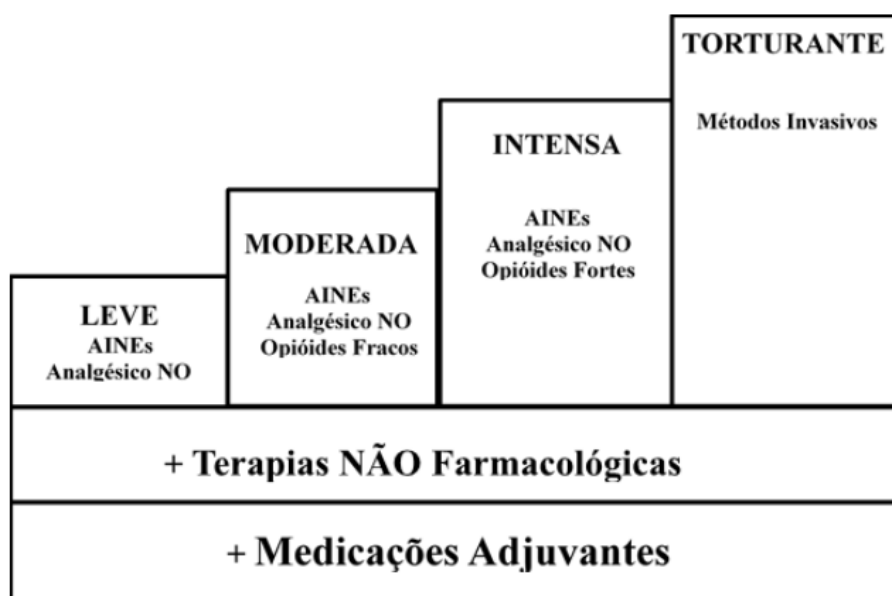 LEVE
AINEs
Analgésico NO
MODERADA
AINEs
Analgésico NO
Opióides Fracos
INTENSA
AINEs
Analgésico NO
Opióides Fortes
TORTURANTE
Métodos Invasivos
+ Terapias NÃO Farmacológicas
+ Medicações Adjuvantes